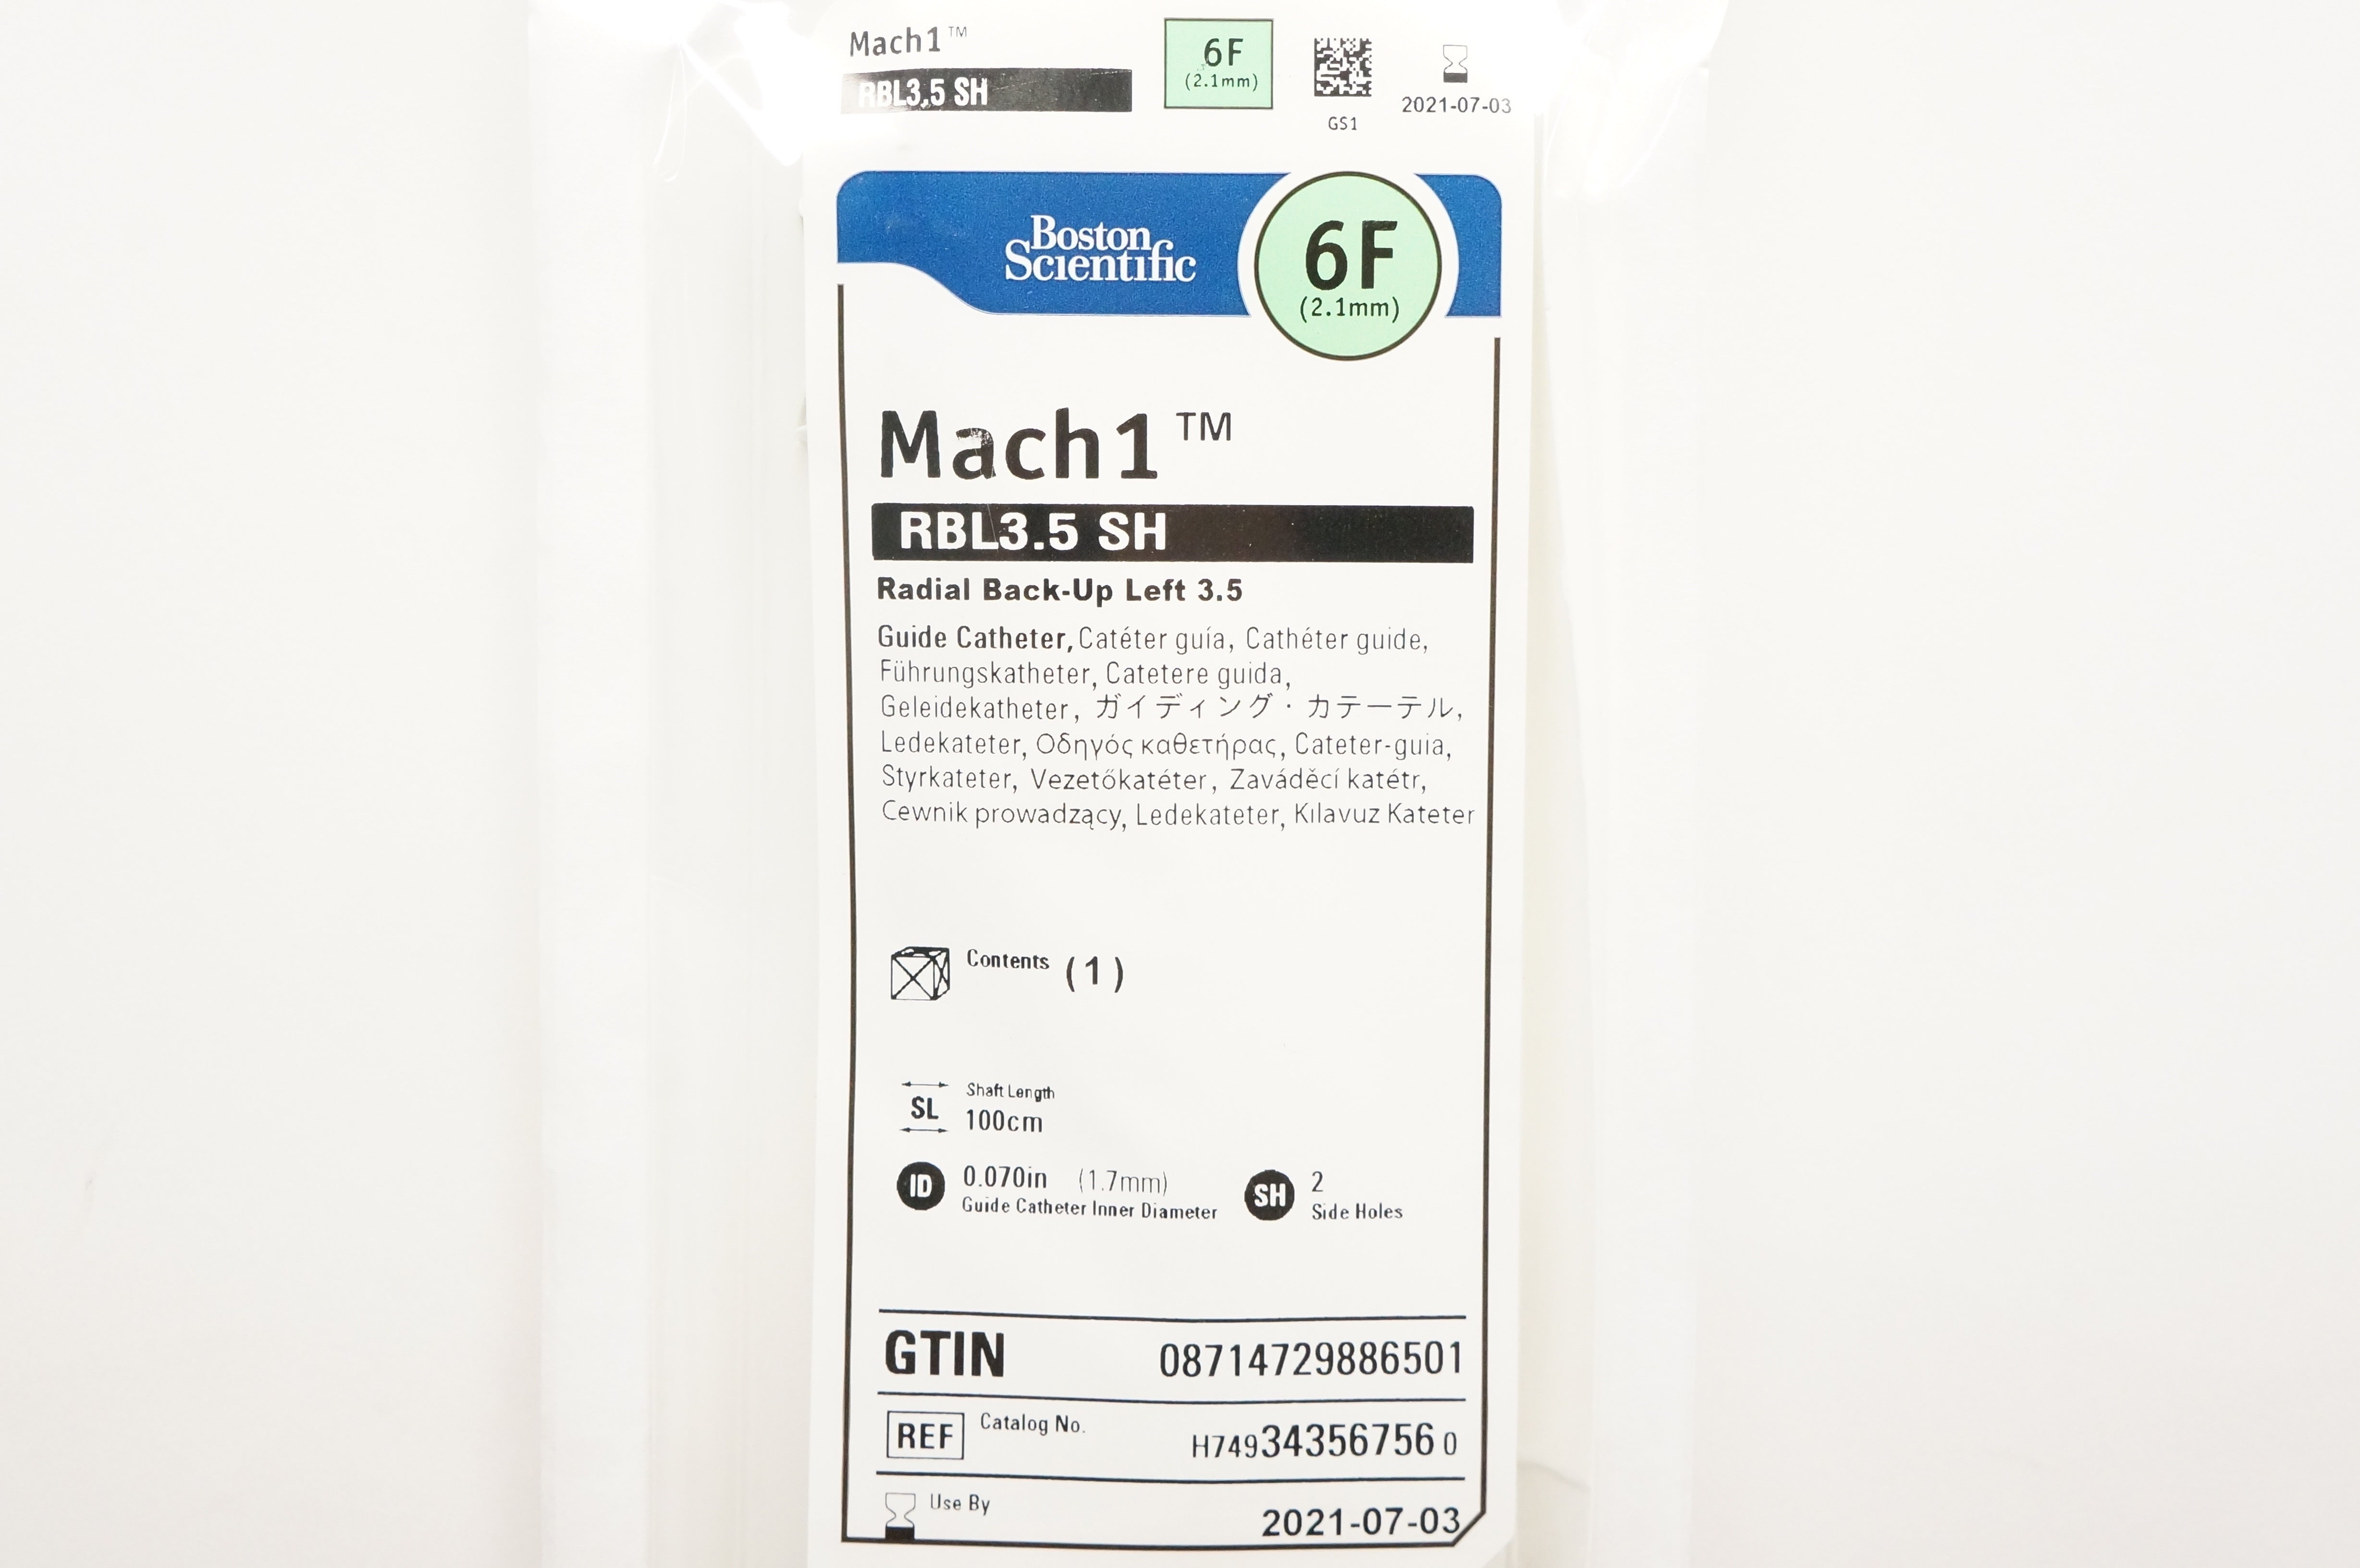 Mach1™
RBL3.5 SH
6F
(2.1mm)
GS1
2021-07-03
Boston
Scientific
6F
(2.1mm)
Mach1™
RBL3.5 SH
Radial Back-Up Left 3.5
Guide Catheter, Catéter guía, Cathéter guide,
Führungskatheter, Catetere guida,
Geleidekatheter, ガイディング・カテーテル,
Ledekateter, Οδηγός καθετήρας, Cateter-guia,
Styrkateter, Vezetőkatéter, Zaváděcí katétr,
Cewnik prowadzący, Ledekateter, Kılavuz Kateter
Contents (1)
SL
Shaft Length
100cm
ID
0.070in (1.7mm)
Guide Catheter Inner Diameter
SH
2
Side Holes
GTIN 08714729886501
REF Catalog No. H749343567560
Use By 2021-07-03